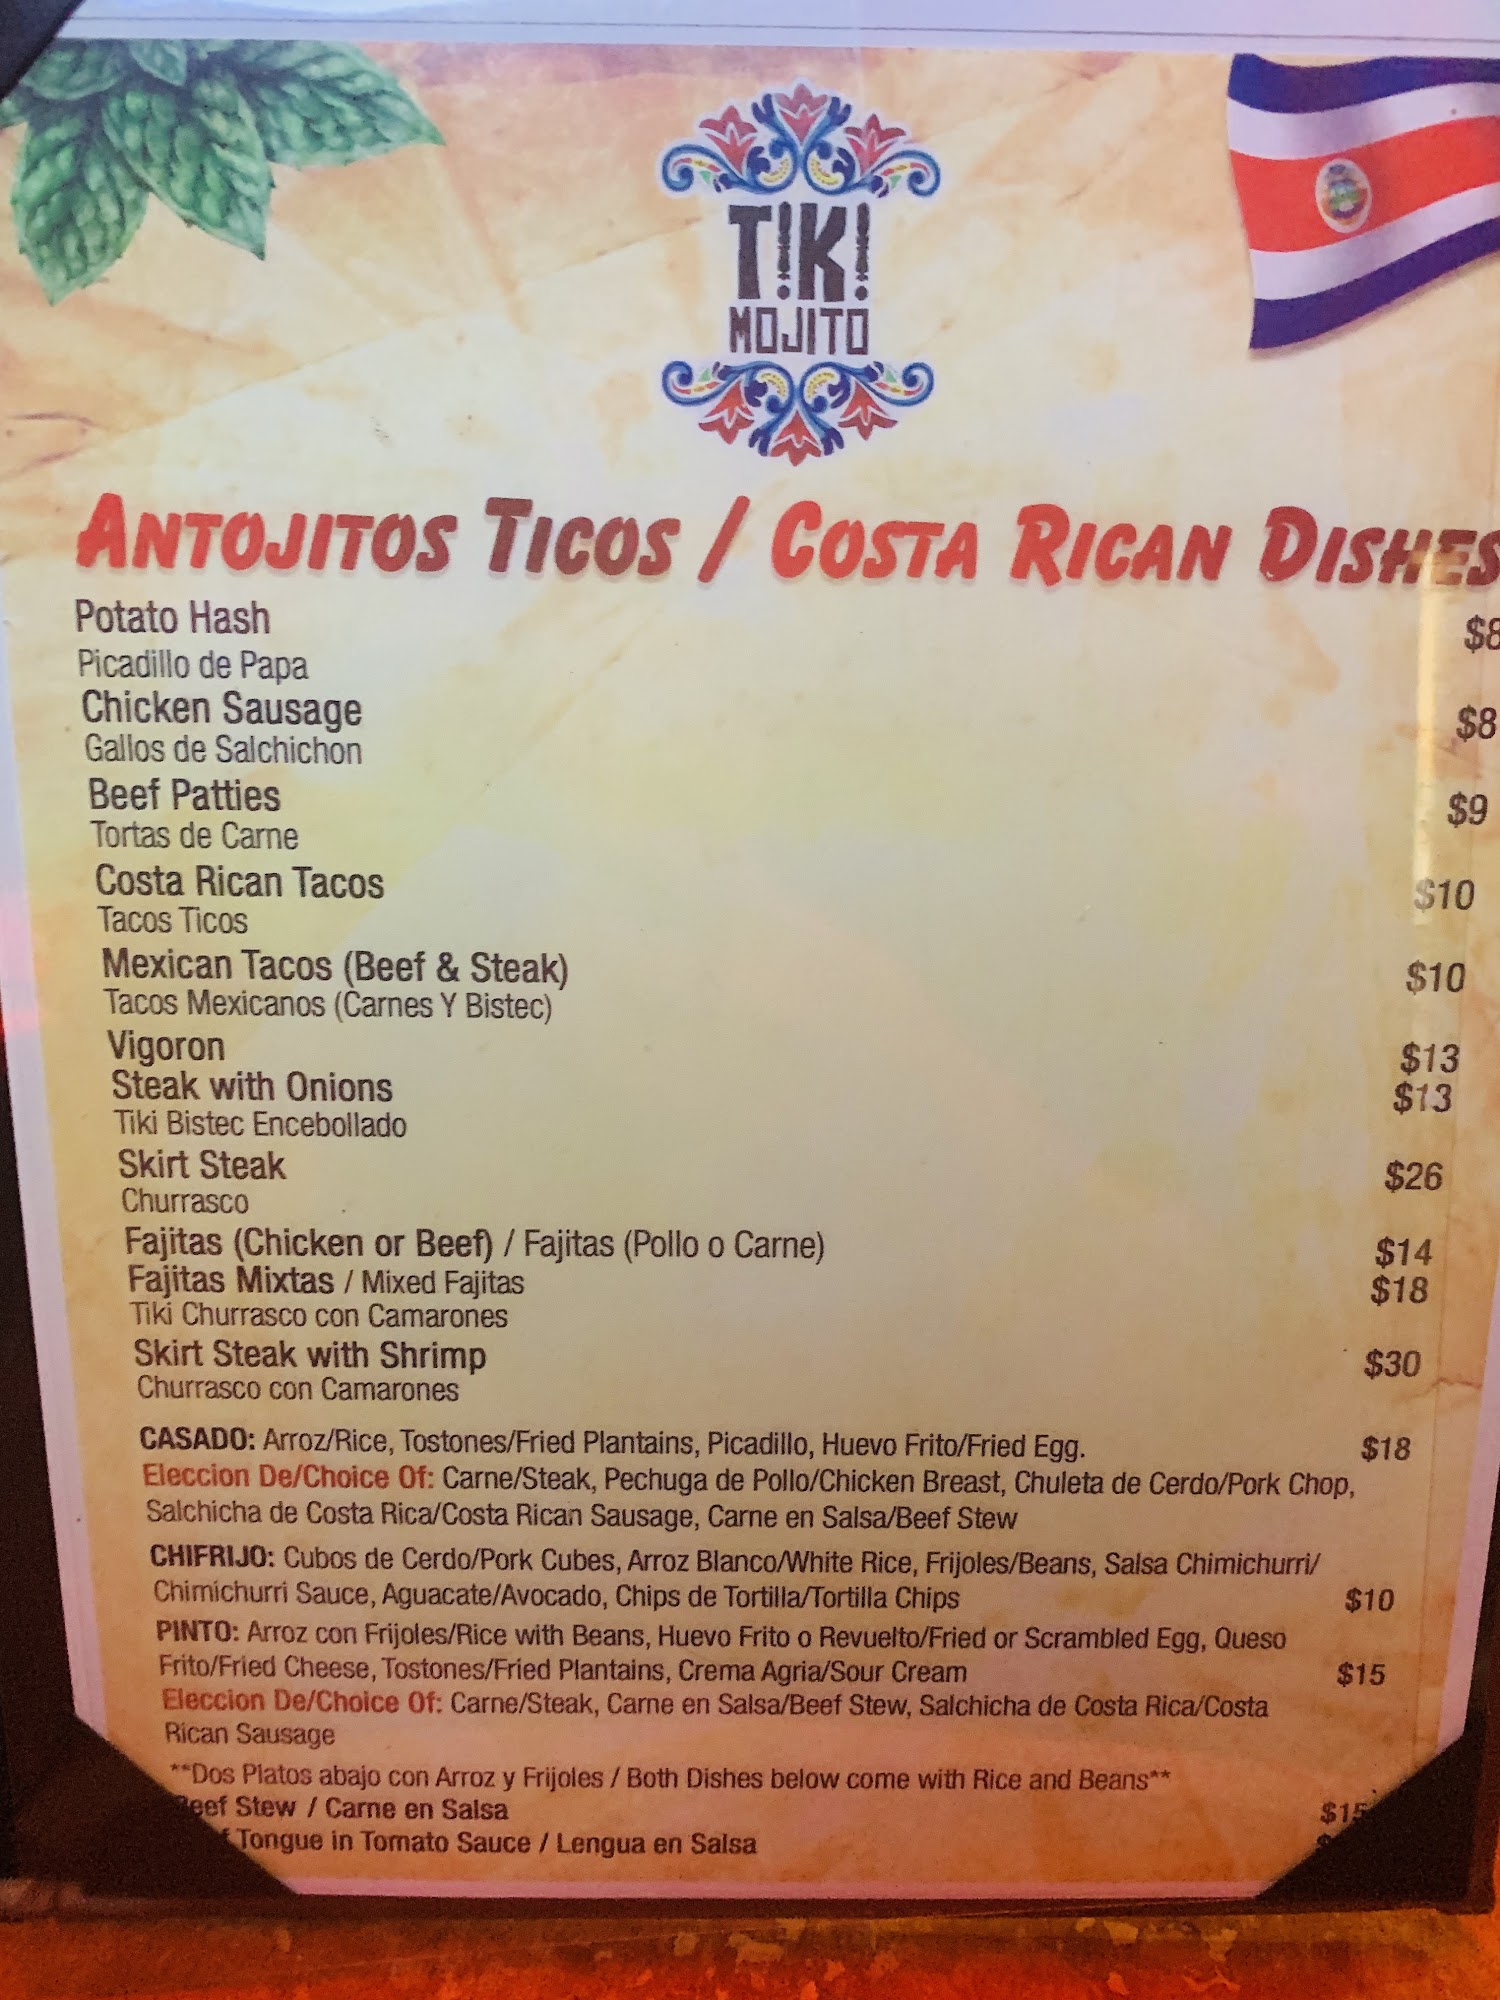 T!K!
MOJITO
ANTOJITOS TICOS / COSTA RICAN DISHES
Potato Hash $8
Picadillo de Papa
Chicken Sausage $8
Gallos de Salchichon
Beef Patties $9
Tortas de Carne
Costa Rican Tacos $10
Tacos Ticos
Mexican Tacos (Beef & Steak) $10
Tacos Mexicanos (Carnes Y Bistec)
Vigoron $13
Steak with Onions $13
Tiki Bistec Encebollado
Skirt Steak $26
Churrasco
Fajitas (Chicken or Beef) / Fajitas (Pollo o Carne) $14
Fajitas Mixtas / Mixed Fajitas $18
Tiki Churrasco con Camarones
Skirt Steak with Shrimp $30
Churrasco con Camarones
CASADO: Arroz/Rice, Tostones/Fried Plantains, Picadillo, Huevo Frito/Fried Egg. $18
Eleccion De/Choice Of: Carne/Steak, Pechuga de Pollo/Chicken Breast, Chuleta de Cerdo/Pork Chop,
Salchicha de Costa Rica/Costa Rican Sausage, Carne en Salsa/Beef Stew
CHIFRIJO: Cubos de Cerdo/Pork Cubes, Arroz Blanco/White Rice, Frijoles/Beans, Salsa Chimichurri/
Chimichurri Sauce, Aguacate/Avocado, Chips de Tortilla/Tortilla Chips $10
PINTO: Arroz con Frijoles/Rice with Beans, Huevo Frito o Revuelto/Fried or Scrambled Egg, Queso
Frito/Fried Cheese, Tostones/Fried Plantains, Crema Agria/Sour Cream $15
Eleccion De/Choice Of: Carne/Steak, Carne en Salsa/Beef Stew, Salchicha de Costa Rica/Costa
Rican Sausage
**Dos Platos abajo con Arroz y Frijoles / Both Dishes below come with Rice and Beans**
Beef Stew / Carne en Salsa $15
Tongue in Tomato Sauce / Lengua en Salsa